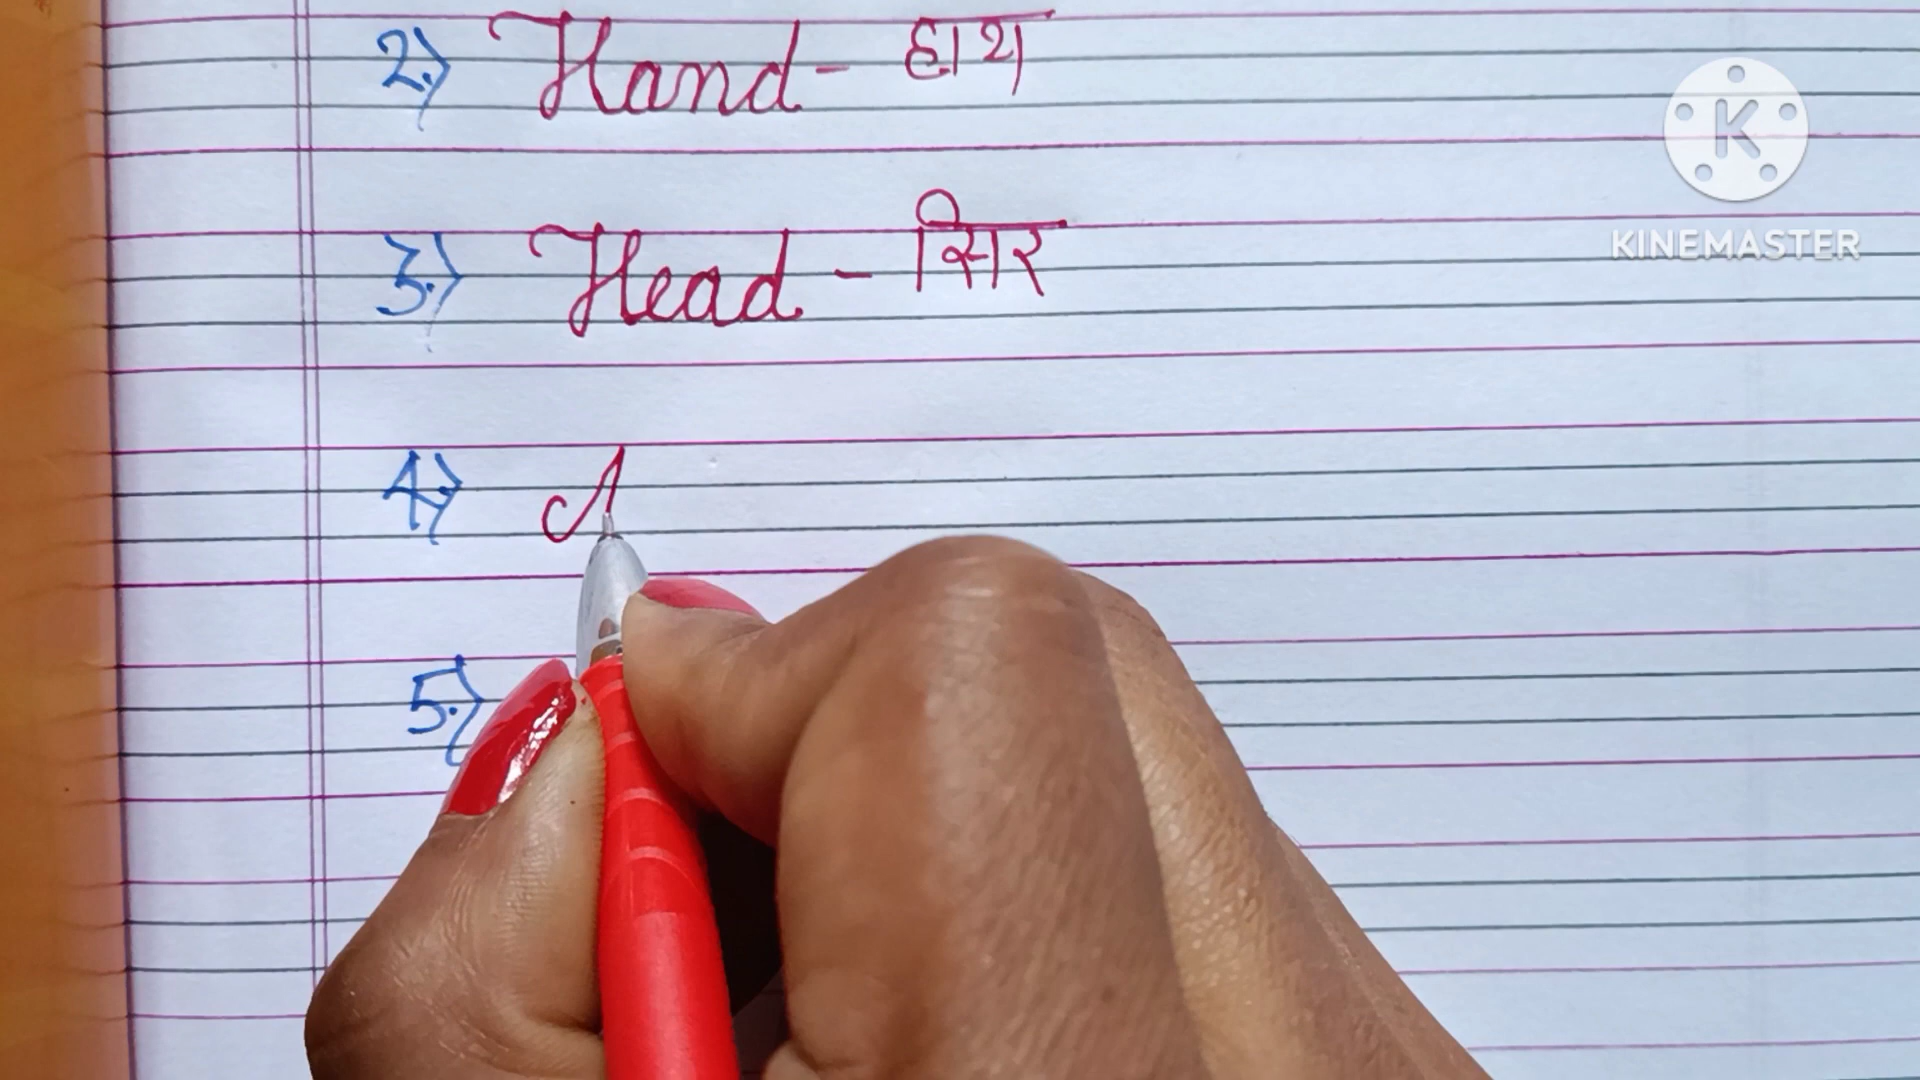 2.) Hand - हाथ
K
KINEMASTER
3.) Head - सिर
4.)
5.)